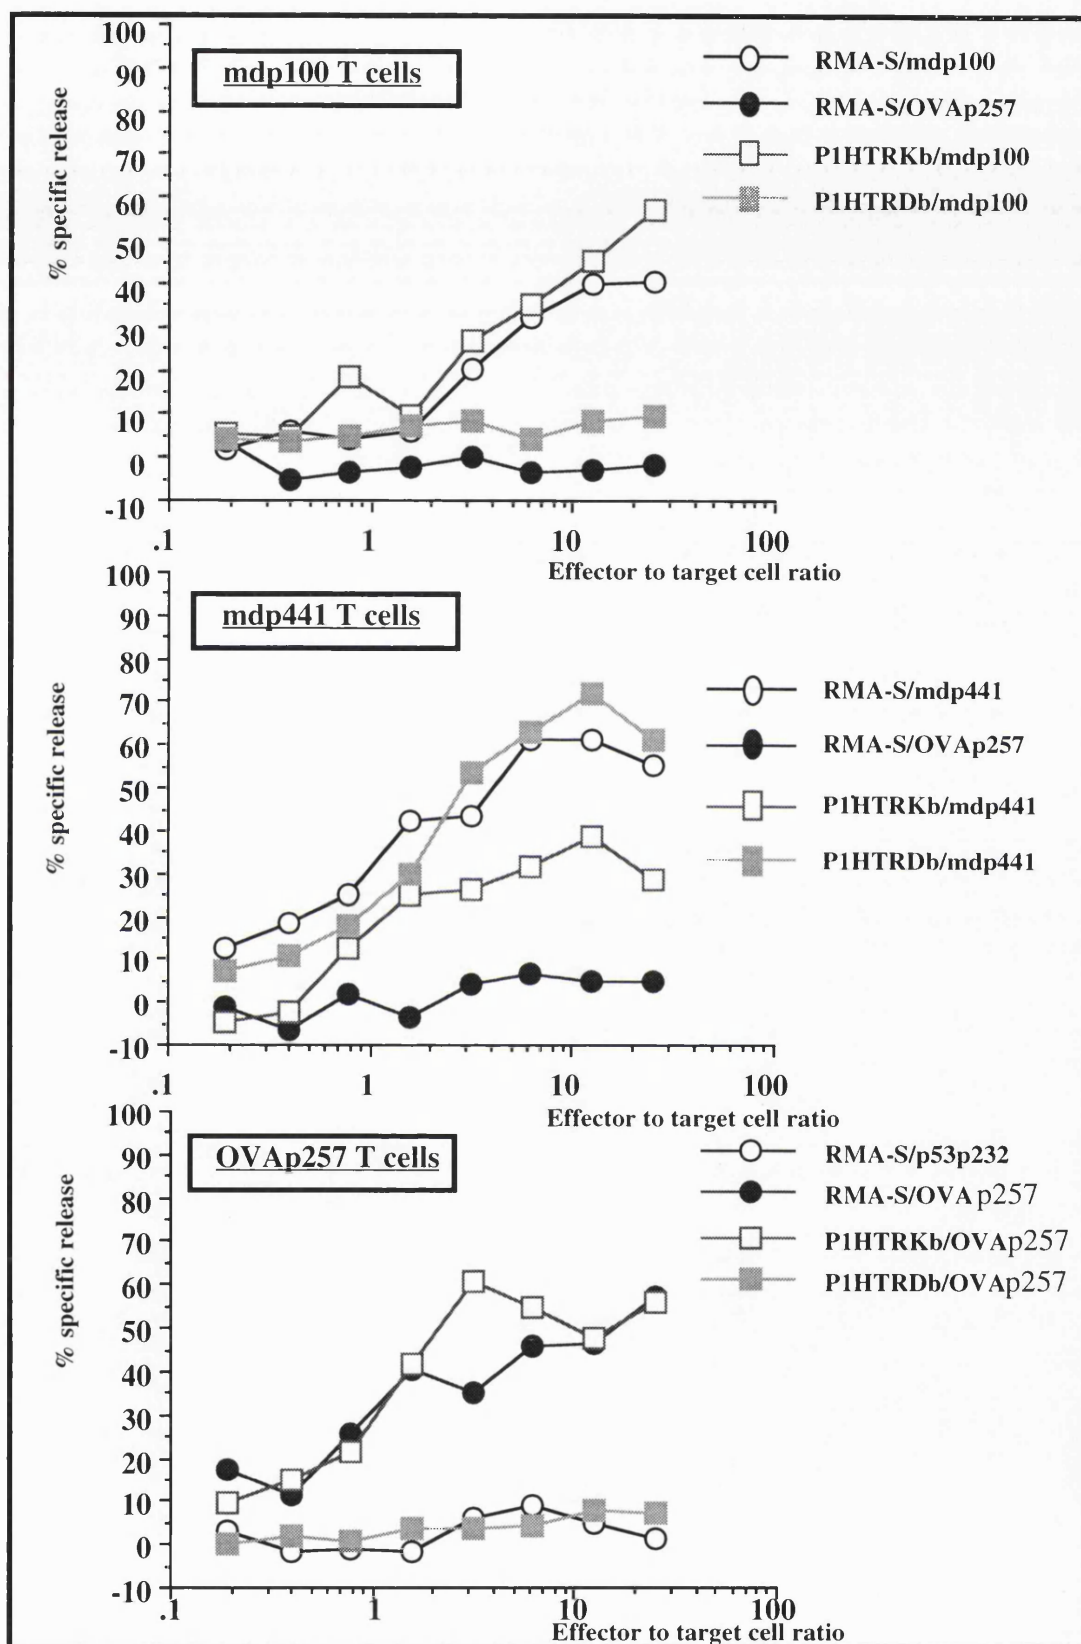 mdp100 T cells
% specific release
100
90
80
70
60
50
40
30
20
10
0
-10
.1
1
10
100
Effector to target cell ratio
RMA-S/mdp100
RMA-S/OVAp257
P1HTRKb/mdp100
P1HTRDb/mdp100
mdp441 T cells
% specific release
100
90
80
70
60
50
40
30
20
10
0
-10
.1
1
10
100
Effector to target cell ratio
RMA-S/mdp441
RMA-S/OVAp257
P1HTRKb/mdp441
P1HTRDb/mdp441
OVAp257 T cells
% specific release
100
90
80
70
60
50
40
30
20
10
0
-10
.1
1
10
100
Effector to target cell ratio
RMA-S/p53p232
RMA-S/OVAp257
P1HTRKb/OVAp257
P1HTRDb/OVAp257